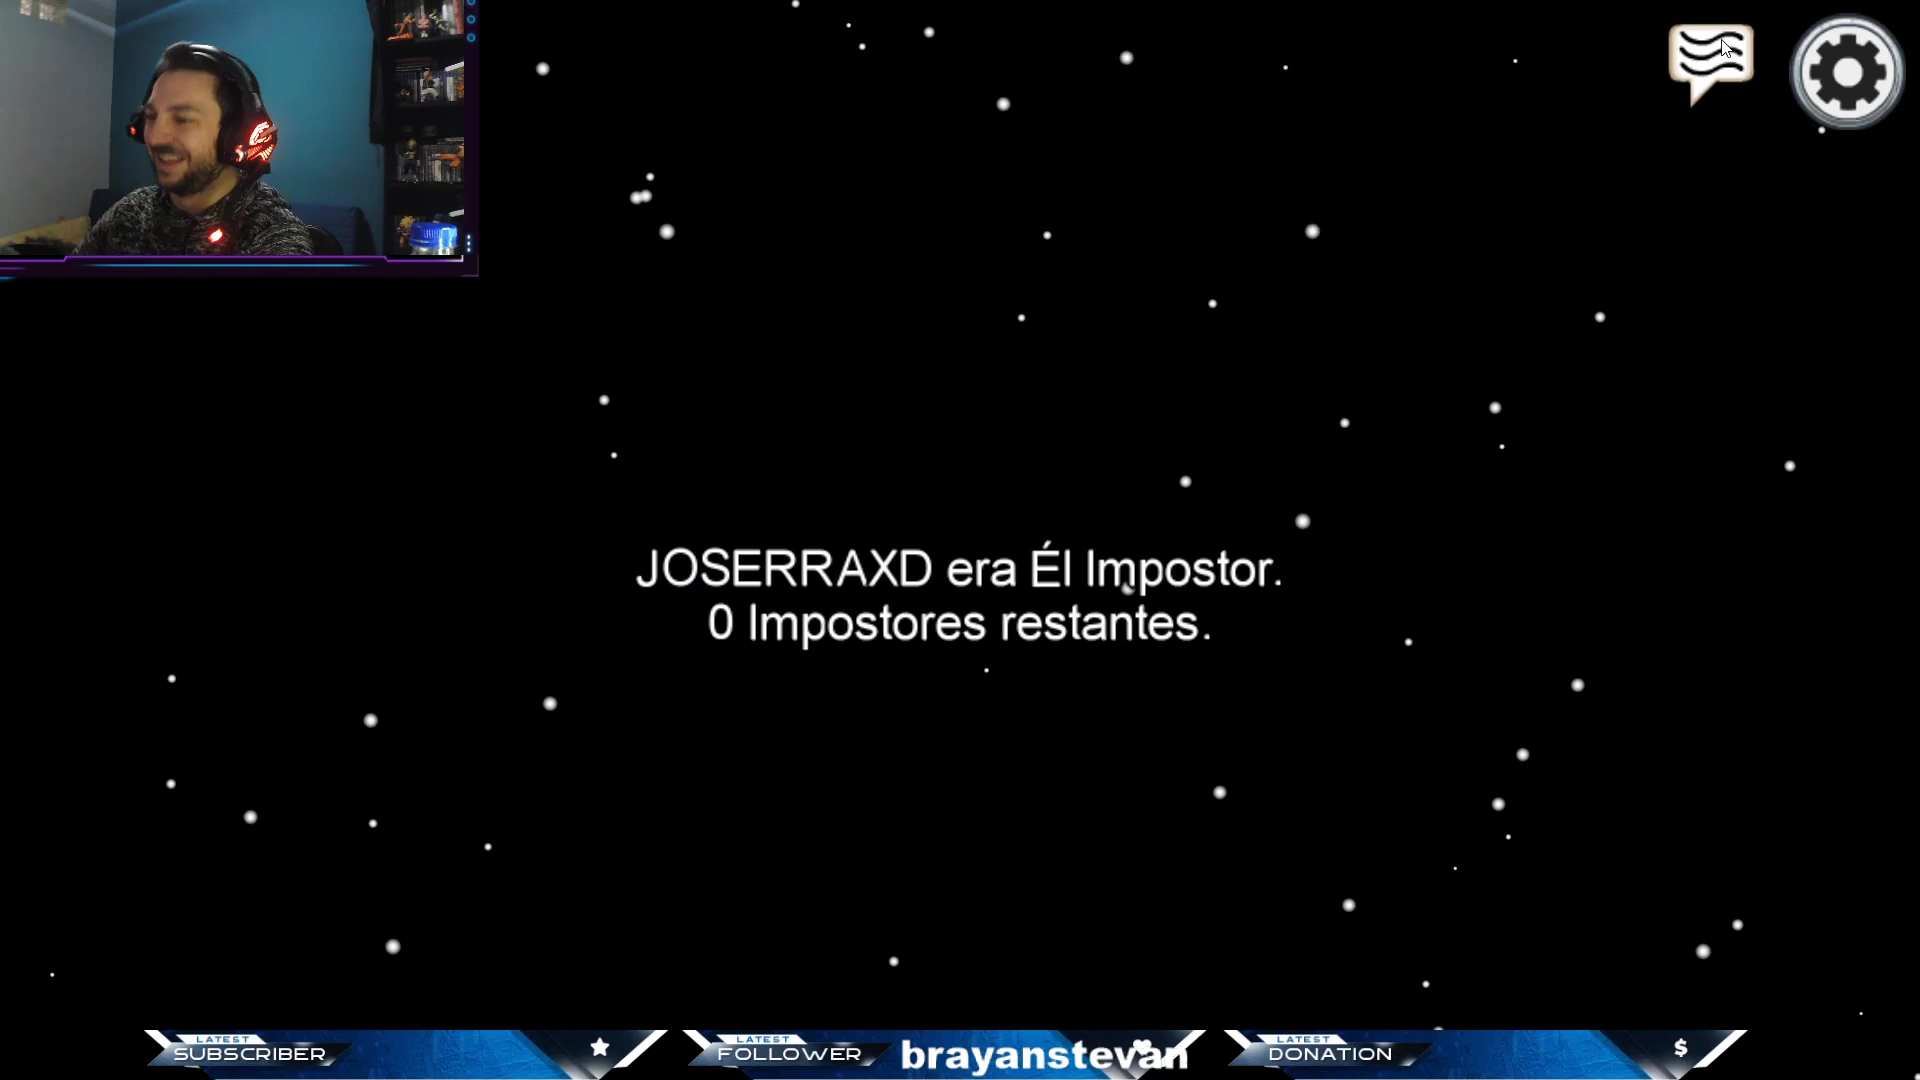 JOSERRAXD era Él Impostor.
0 Impostores restantes.
LATEST
SUBSCRIBER
LATEST
FOLLOWER
brayanstevan
LATEST
DONATION
$